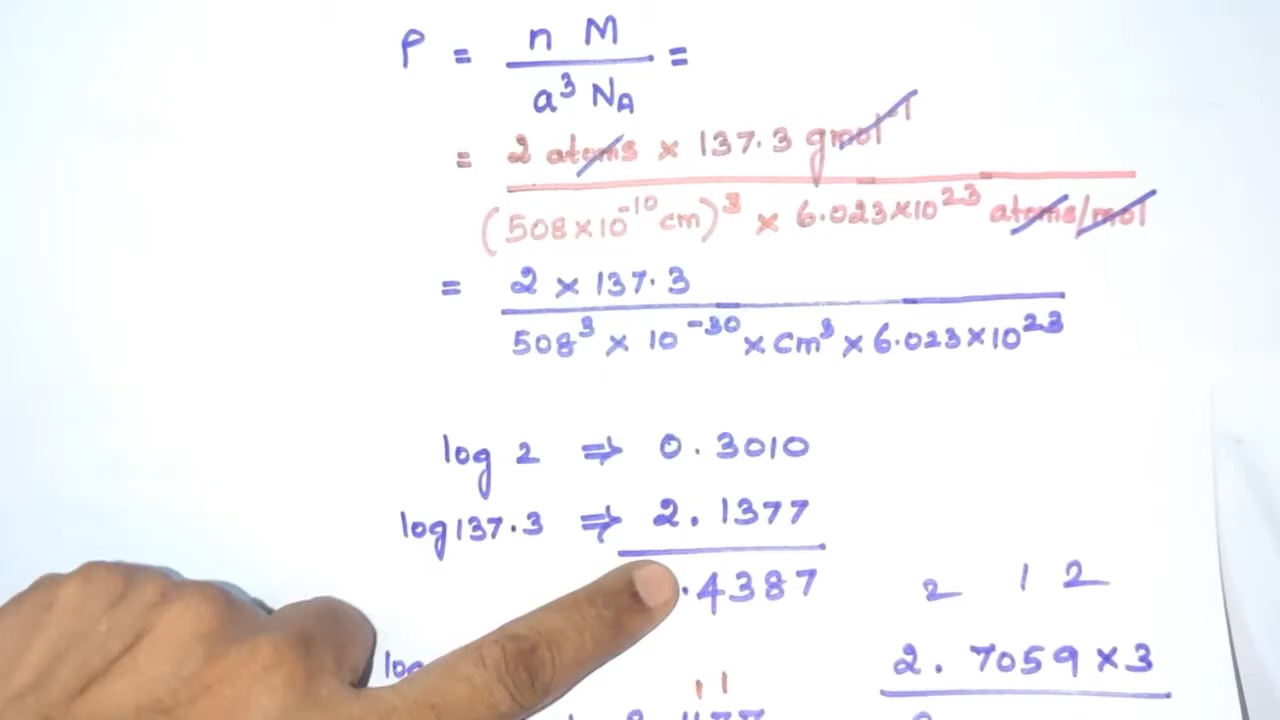 ρ = n M / a³ N_A =
= 2 atoms × 137.3 gmol⁻¹ / (508×10⁻¹⁰ cm)³ × 6.023×10²³ atoms/mol
= 2 × 137.3 / 508³ × 10⁻³⁰ × cm³ × 6.023×10²³
log 2 ⇒ 0.3010
log 137.3 ⇒ 2.1377
.4387
2 1 2
log
2.7059×3